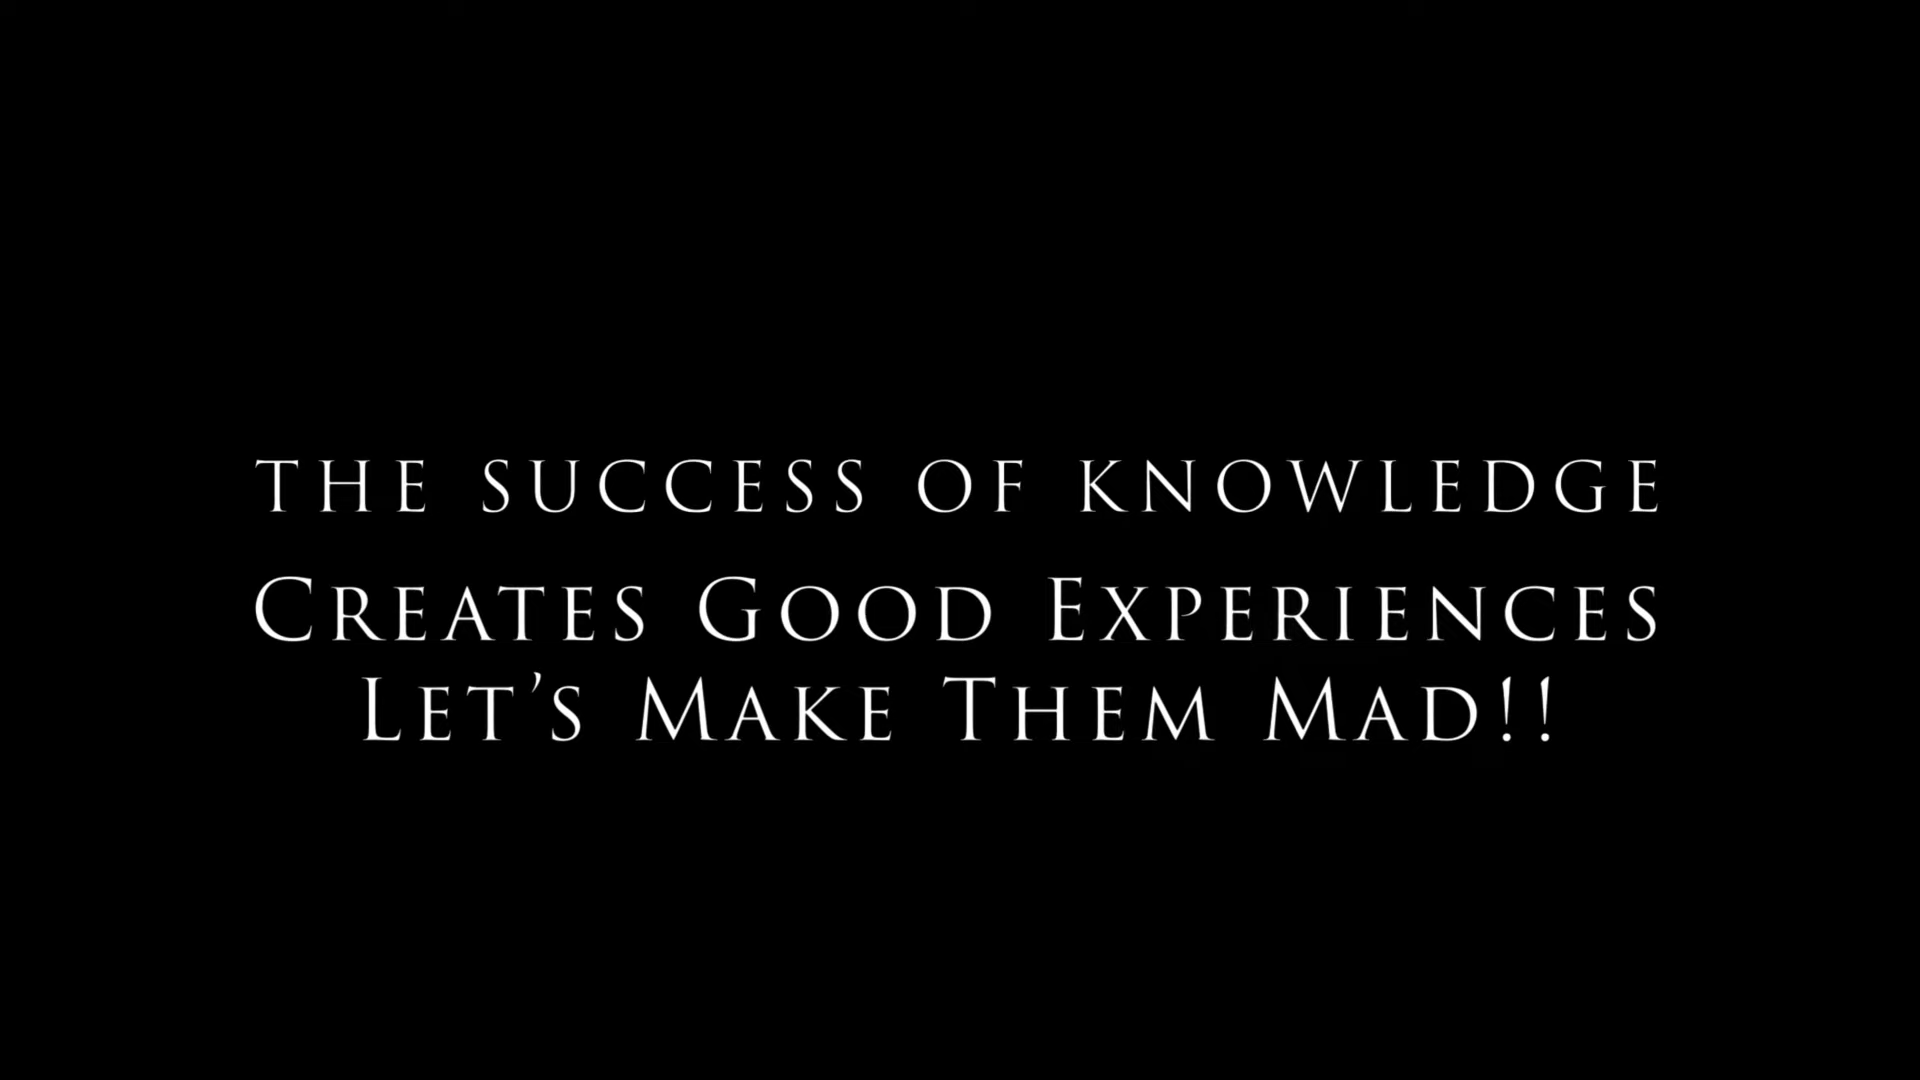 THE SUCCESS OF KNOWLEDGE
CREATES GOOD EXPERIENCES
LET’S MAKE THEM MAD!!